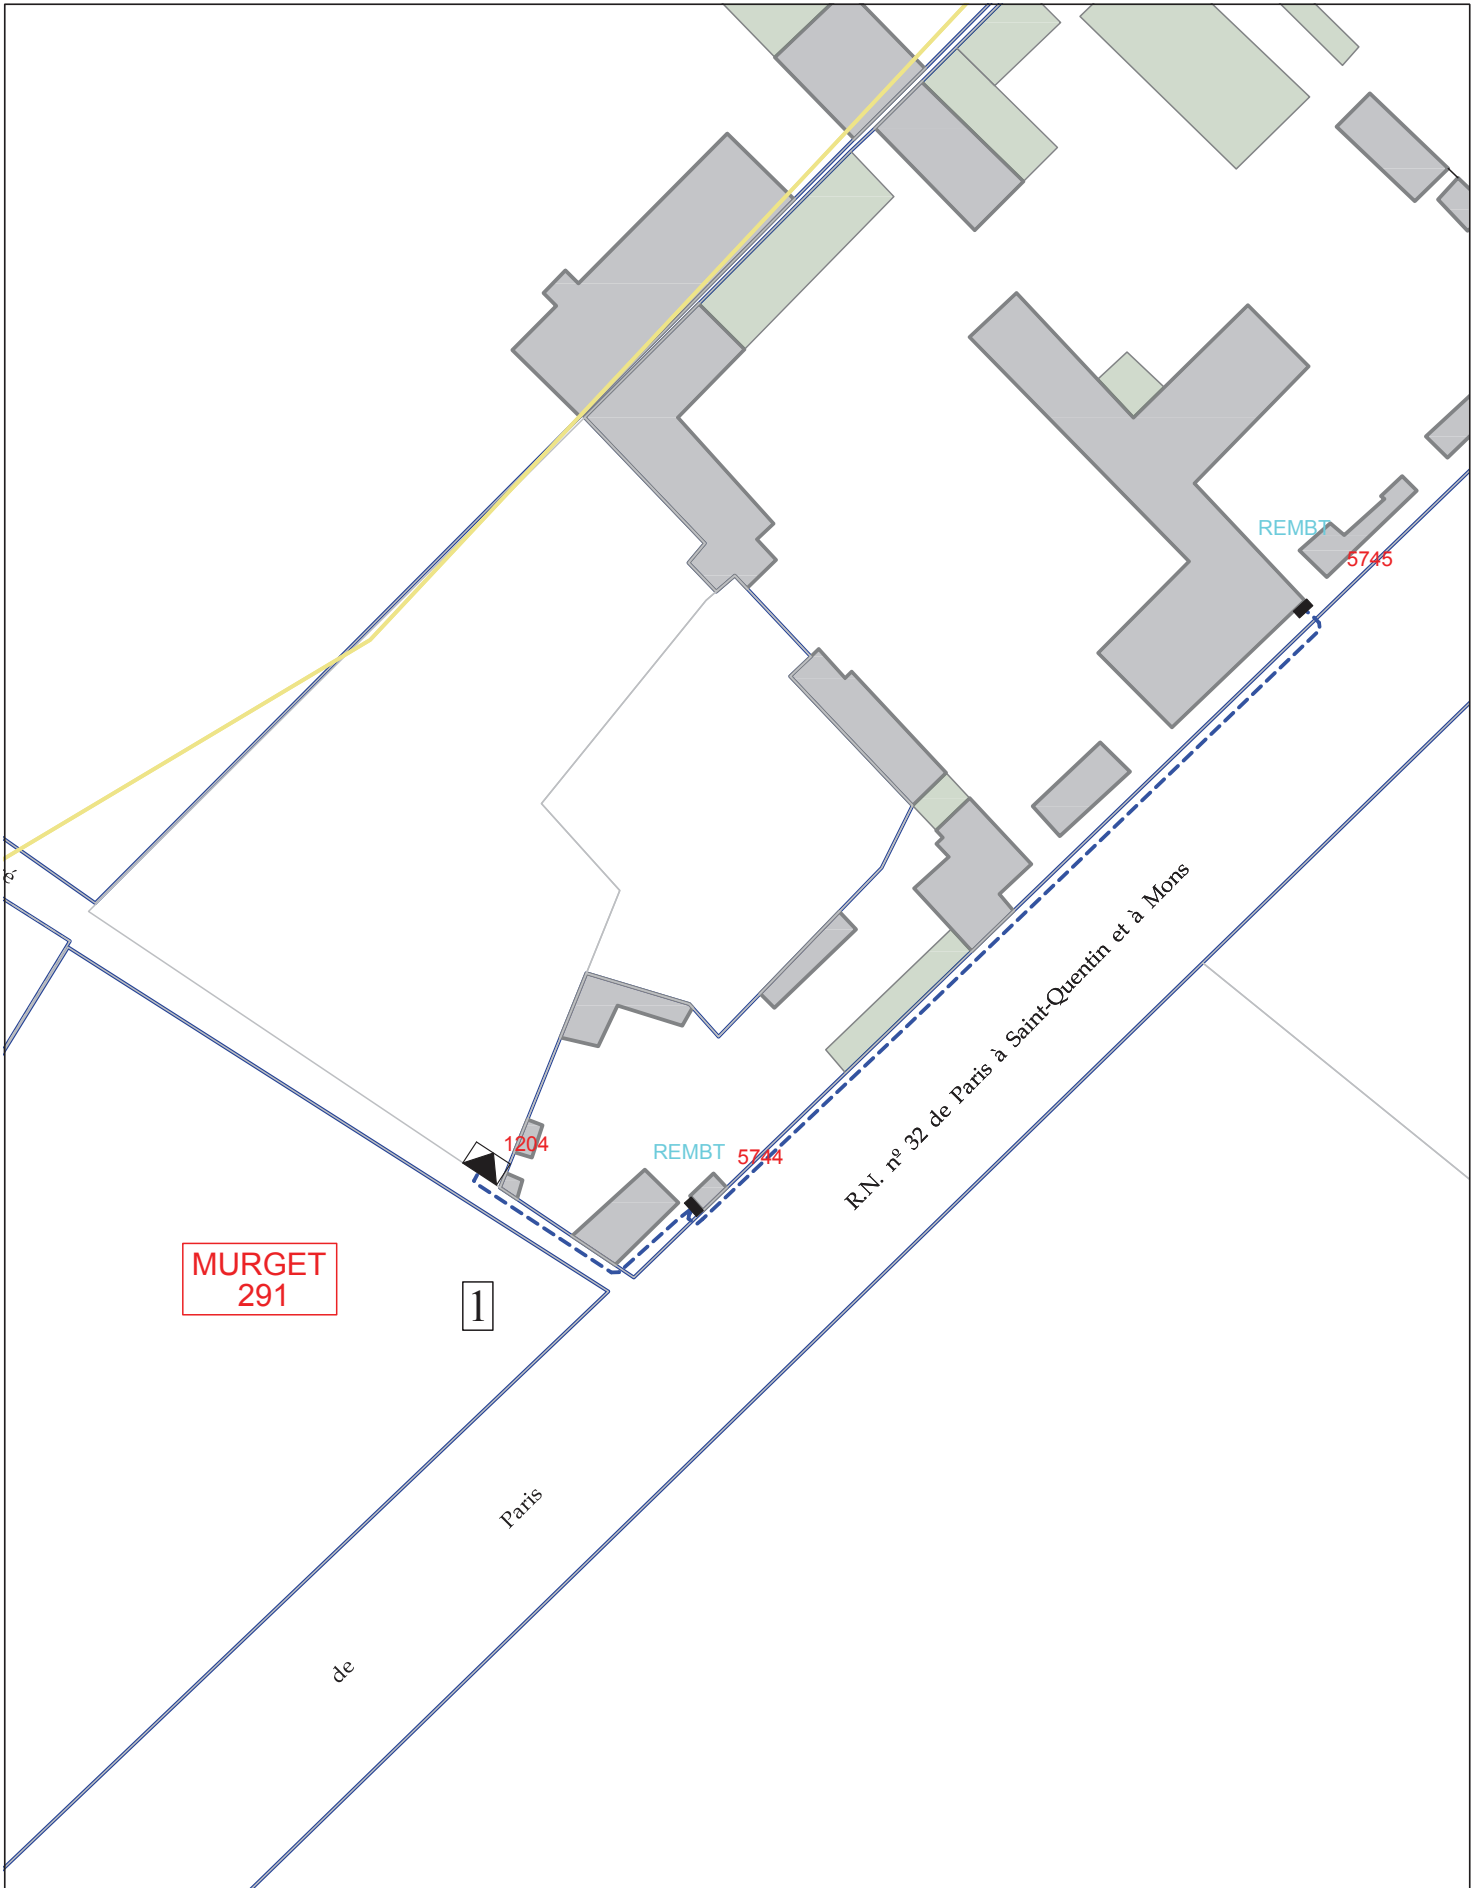 REMBT
5745
R.N. nº 32 de Paris à Saint-Quentin et à Mons
1204
REMBT
5744
MURGET
291
1
Paris
de